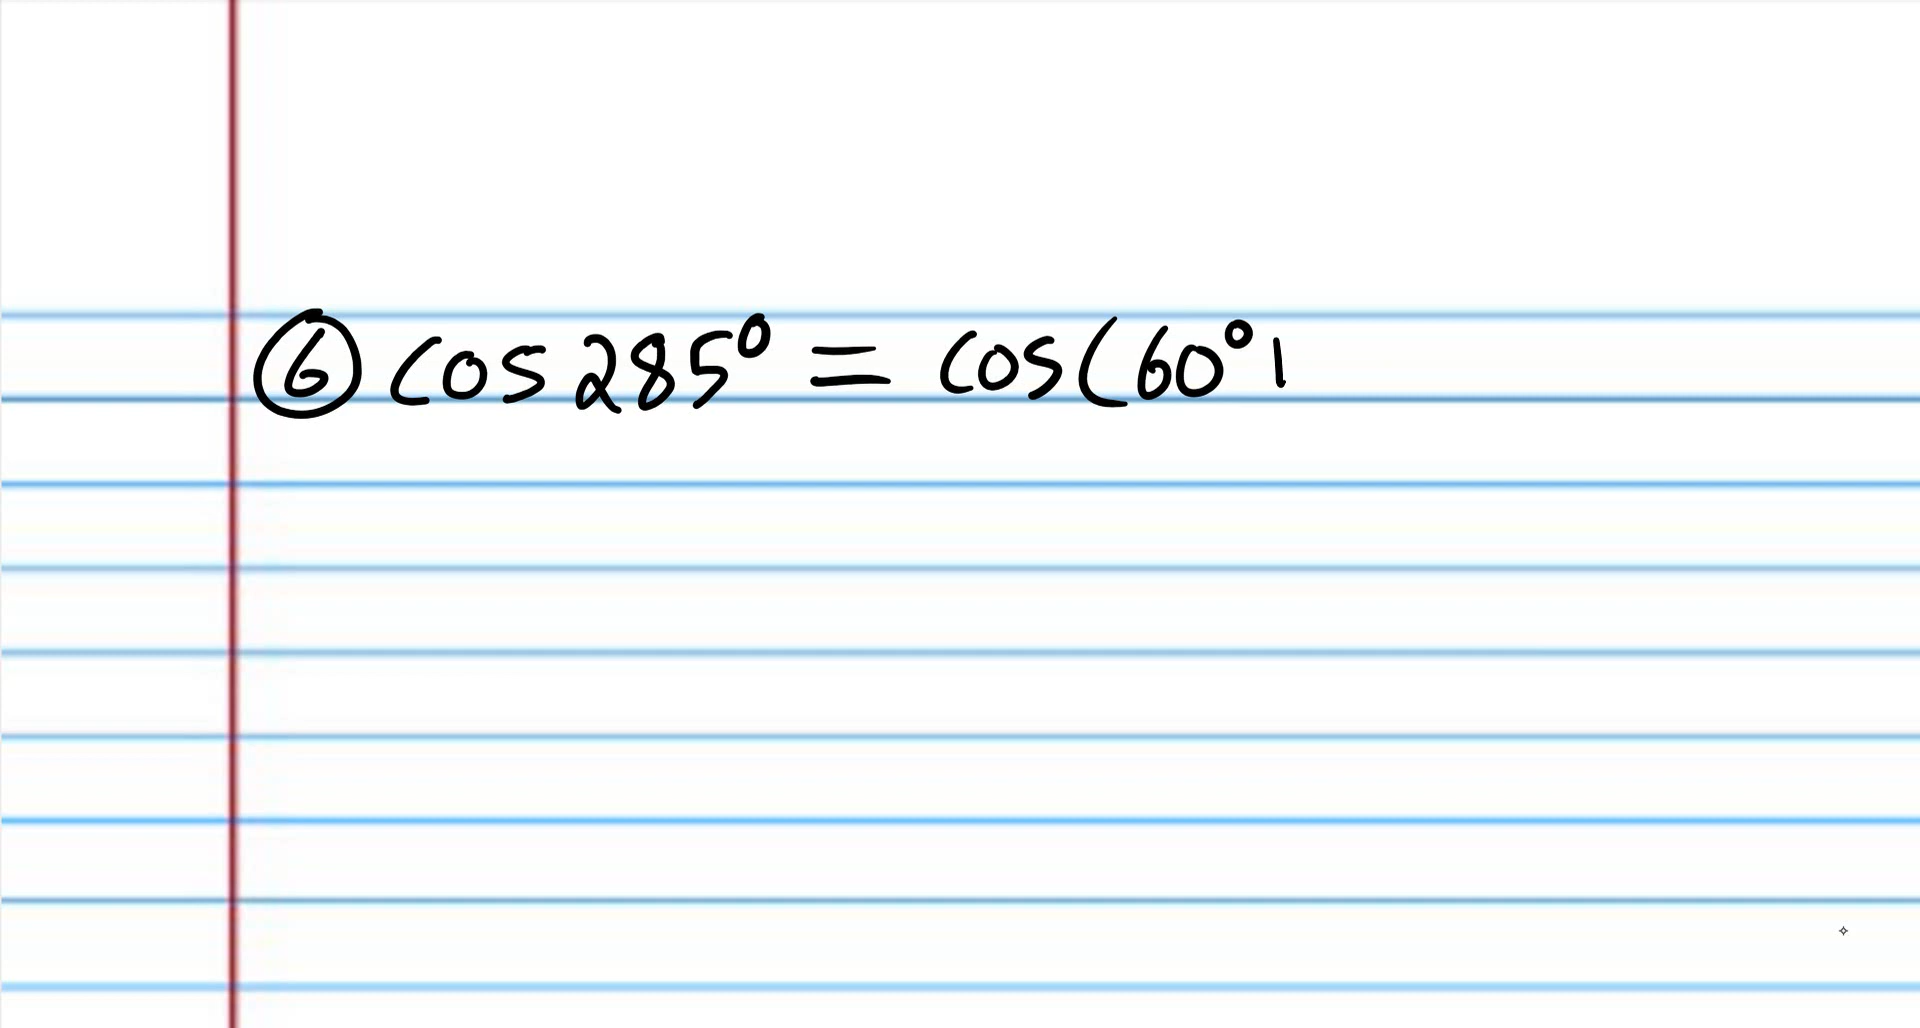 ⑥ cos 285° = cos(60° ı